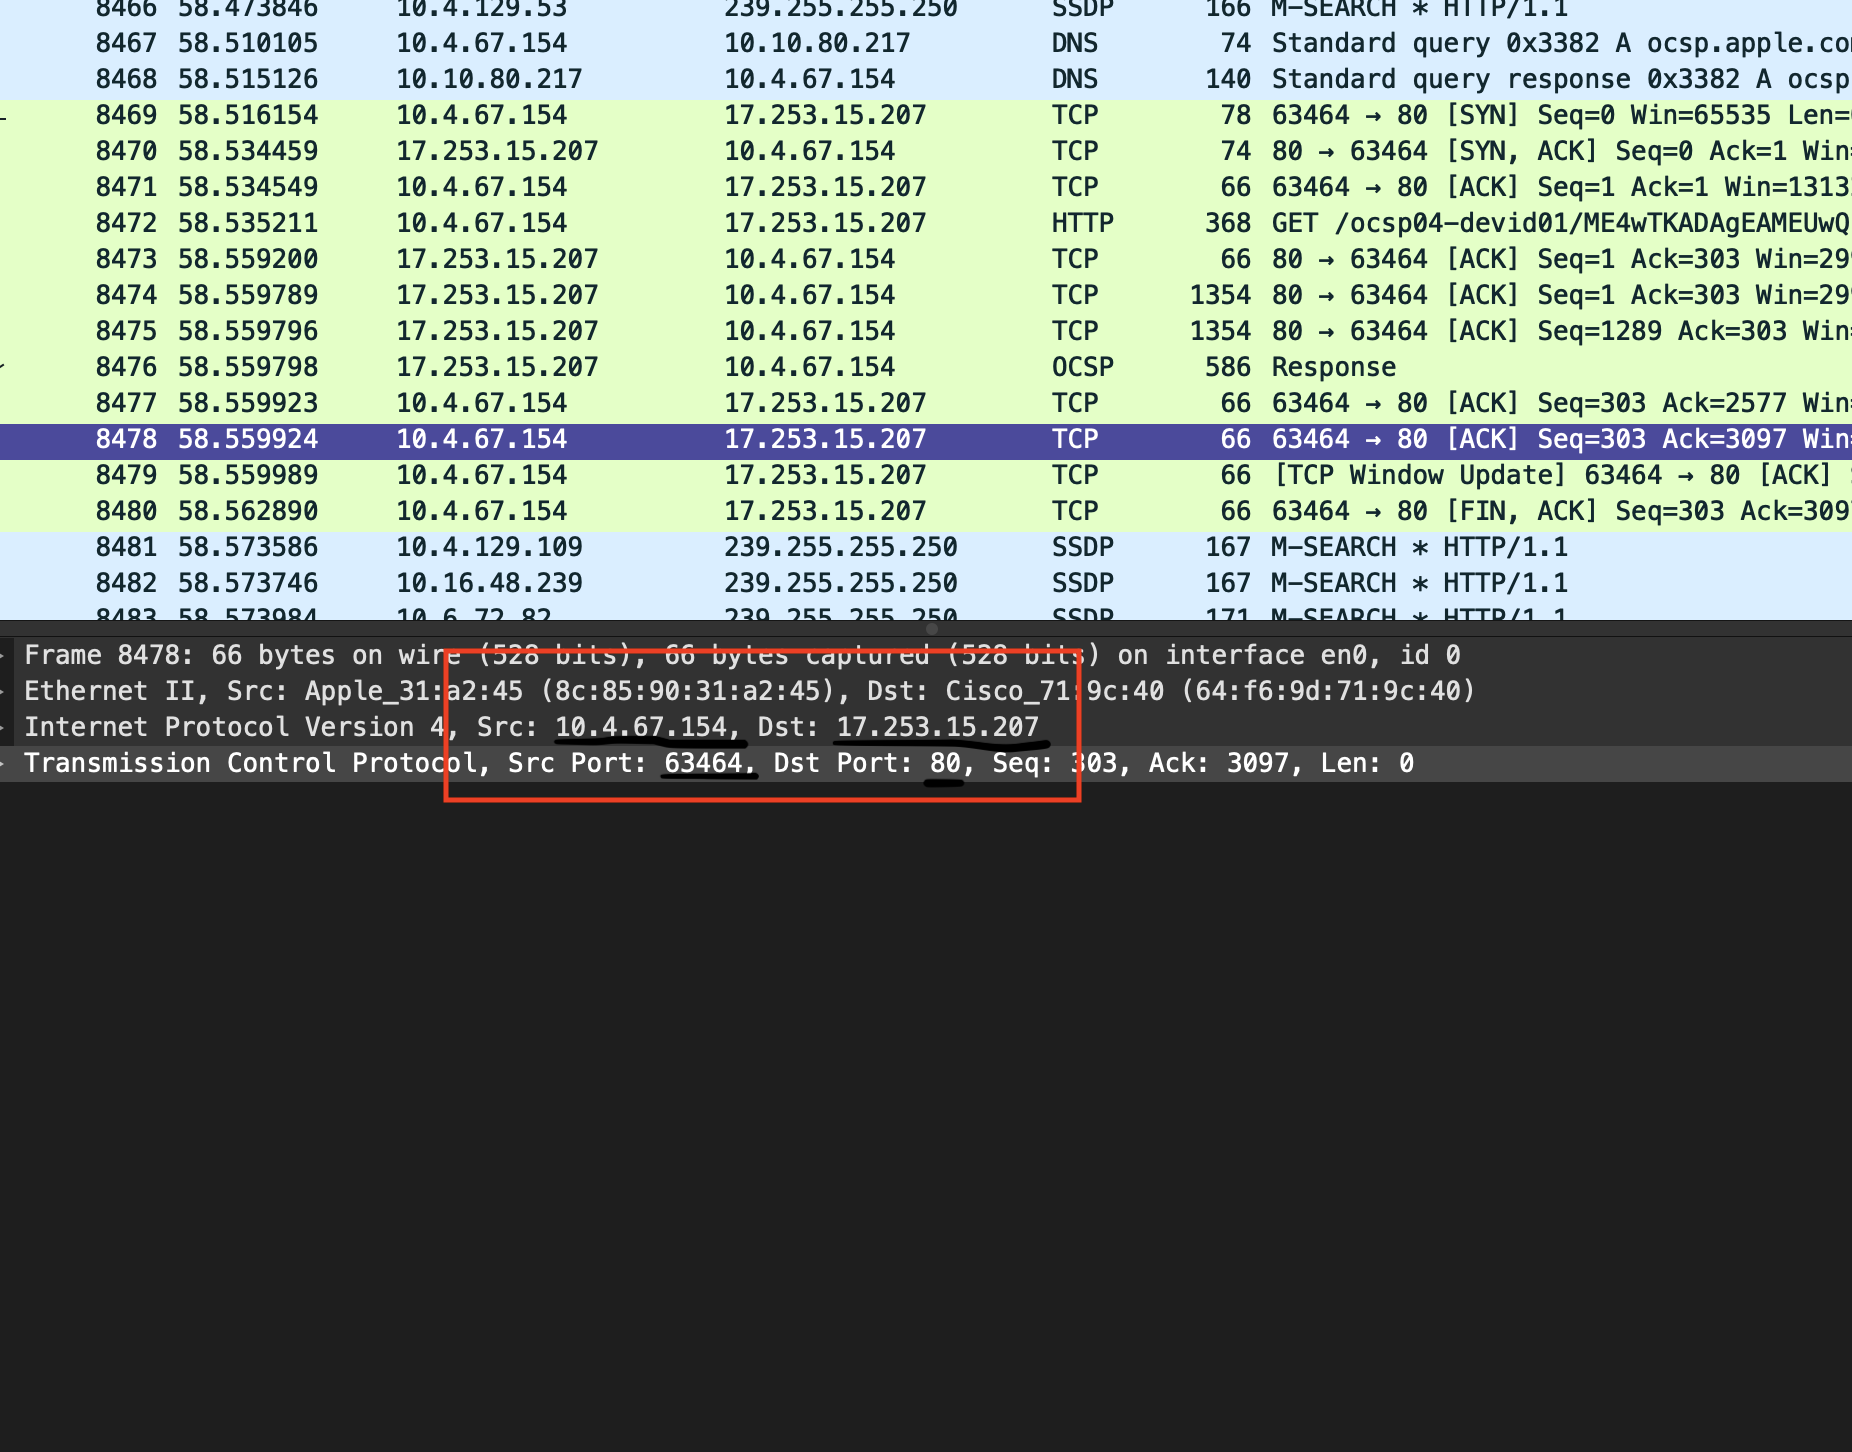 8466 58.473846 10.4.129.53 239.255.255.250 SSDP 166 M-SEARCH * HTTP/1.1
8467 58.510105 10.4.67.154 10.10.80.217 DNS 74 Standard query 0x3382 A ocsp.apple.co
8468 58.515126 10.10.80.217 10.4.67.154 DNS 140 Standard query response 0x3382 A ocsp
8469 58.516154 10.4.67.154 17.253.15.207 TCP 78 63464 → 80 [SYN] Seq=0 Win=65535 Len=
8470 58.534459 17.253.15.207 10.4.67.154 TCP 74 80 → 63464 [SYN, ACK] Seq=0 Ack=1 Win=
8471 58.534549 10.4.67.154 17.253.15.207 TCP 66 63464 → 80 [ACK] Seq=1 Ack=1 Win=1313
8472 58.535211 10.4.67.154 17.253.15.207 HTTP 368 GET /ocsp04-devid01/ME4wTKADAgEAMEUwQ
8473 58.559200 17.253.15.207 10.4.67.154 TCP 66 80 → 63464 [ACK] Seq=1 Ack=303 Win=29
8474 58.559789 17.253.15.207 10.4.67.154 TCP 1354 80 → 63464 [ACK] Seq=1 Ack=303 Win=29
8475 58.559796 17.253.15.207 10.4.67.154 TCP 1354 80 → 63464 [ACK] Seq=1289 Ack=303 Win=
8476 58.559798 17.253.15.207 10.4.67.154 OCSP 586 Response
8477 58.559923 10.4.67.154 17.253.15.207 TCP 66 63464 → 80 [ACK] Seq=303 Ack=2577 Win=
8478 58.559924 10.4.67.154 17.253.15.207 TCP 66 63464 → 80 [ACK] Seq=303 Ack=3097 Win=
8479 58.559989 10.4.67.154 17.253.15.207 TCP 66 [TCP Window Update] 63464 → 80 [ACK]
8480 58.562890 10.4.67.154 17.253.15.207 TCP 66 63464 → 80 [FIN, ACK] Seq=303 Ack=309
8481 58.573586 10.4.129.109 239.255.255.250 SSDP 167 M-SEARCH * HTTP/1.1
8482 58.573746 10.16.48.239 239.255.255.250 SSDP 167 M-SEARCH * HTTP/1.1
8483 58.573984 10.6.72.82 239.255.255.250 SSDP 171 M-SEARCH * HTTP/1.1
Frame 8478: 66 bytes on wire (528 bits), 66 bytes captured (528 bits) on interface en0, id 0
Ethernet II, Src: Apple_31:a2:45 (8c:85:90:31:a2:45), Dst: Cisco_71:9c:40 (64:f6:9d:71:9c:40)
Internet Protocol Version 4, Src: 10.4.67.154, Dst: 17.253.15.207
Transmission Control Protocol, Src Port: 63464, Dst Port: 80, Seq: 303, Ack: 3097, Len: 0